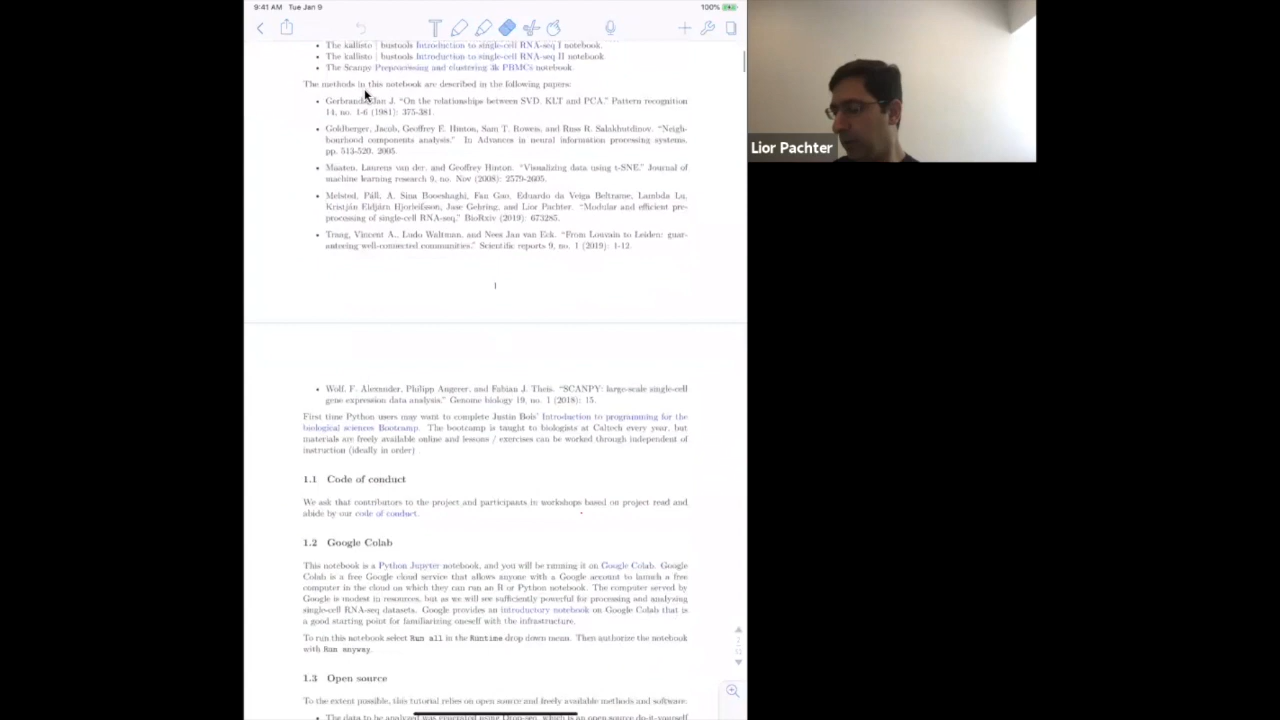 9:41 AM Tue Jan 9
100%
• The kallisto | bustools Introduction to single-cell RNA-seq I notebook.
• The kallisto | bustools Introduction to single-cell RNA-seq II notebook
• The Scanpy Preprocessing and clustering 3k PBMCs notebook
The methods in this notebook are described in the following papers:
• Gerbrands, Jan J. “On the relationships between SVD, KLT and PCA.” Pattern recognition
14, no. 1-6 (1981): 375-381.
• Goldberger, Jacob, Geoffrey E. Hinton, Sam T. Roweis, and Russ R. Salakhutdinov. “Neigh-
bourhood components analysis.” In Advances in neural information processing systems,
pp. 513-520. 2005.
• Maaten, Laurens van der, and Geoffrey Hinton. “Visualizing data using t-SNE.” Journal of
machine learning research 9, no. Nov (2008): 2579-2605.
• Melsted, Páll, A. Sina Booeshaghi, Fan Gao, Eduardo da Veiga Beltrame, Lambda Lu,
Kristján Eldjárn Hjorleifsson, Jase Gehring, and Lior Pachter. “Modular and efficient pre-
processing of single-cell RNA-seq.” BioRxiv (2019): 673285.
• Traag, Vincent A., Ludo Waltman, and Nees Jan van Eck. “From Louvain to Leiden: guar-
anteeing well-connected communities.” Scientific reports 9, no. 1 (2019): 1-12.
1
• Wolf, F. Alexander, Philipp Angerer, and Fabian J. Theis. “SCANPY: large-scale single-cell
gene expression data analysis.” Genome biology 19, no. 1 (2018): 15.
First time Python users may want to complete Justin Bois’ Introduction to programming for the
biological sciences Bootcamp. The bootcamp is taught to biologists at Caltech every year, but
materials are freely available online and lessons / exercises can be worked through independent of
instruction (ideally in order)
1.1 Code of conduct
We ask that contributors to the project and participants in workshops based on project read and
abide by our code of conduct.
1.2 Google Colab
This notebook is a Python Jupyter notebook, and you will be running it on Google Colab. Google
Colab is a free Google cloud service that allows anyone with a Google account to launch a free
computer in the cloud on which they can run an R or Python notebook. The computer served by
Google is modest in resources, but as we will see sufficiently powerful for processing and analyzing
single-cell RNA-seq datasets. Google provides an introductory notebook on Google Colab that is
a good starting point for familiarizing oneself with the infrastructure.
To run this notebook select Run all in the Runtime drop down menu. Then authorize the notebook
with Run anyway.
1.3 Open source
To the extent possible, this tutorial relies on open source and freely available methods and software:
• The data to be analyzed was generated using Drop-seq, which is an open source do-it-yourself
Lior Pachter